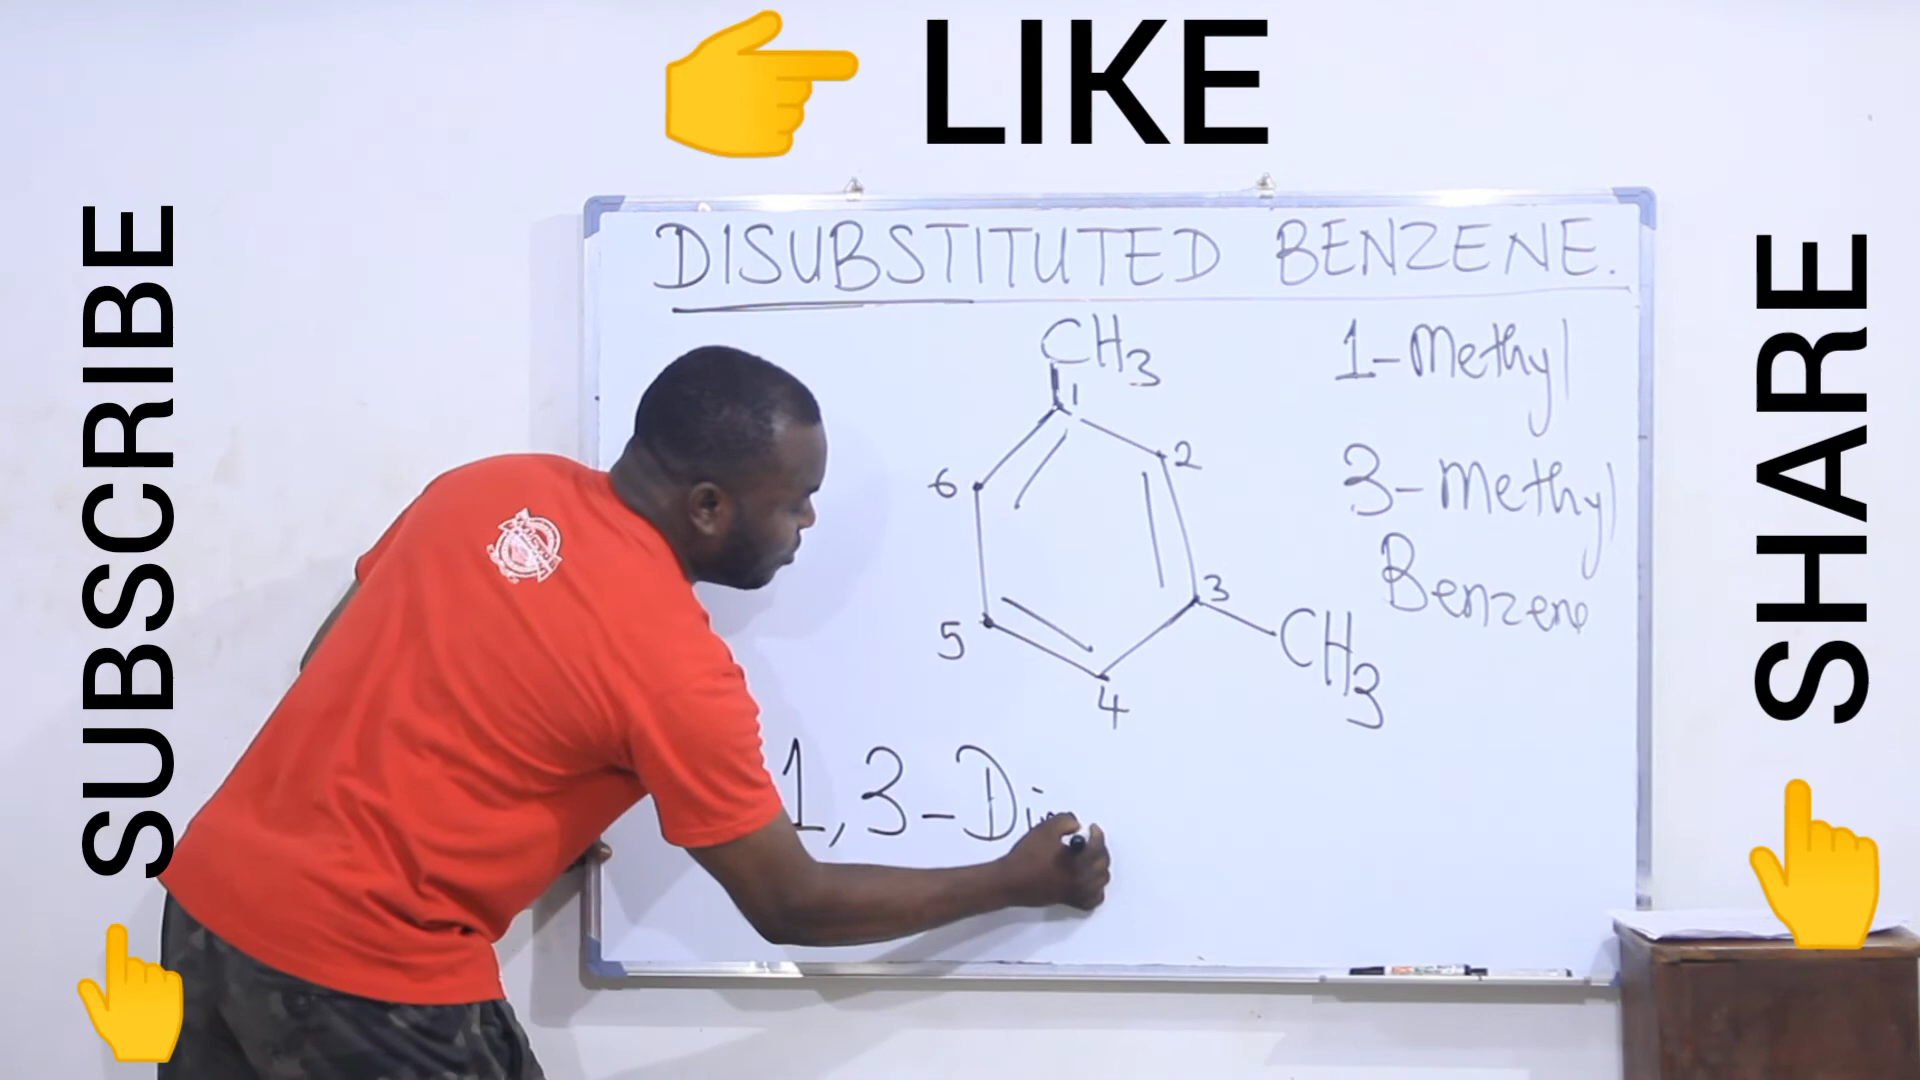 LIKE
SUBSCRIBE
SHARE
DISUBSTITUTED BENZENE.
CH3
1
2
3
4
5
6
CH3
1-Methyl
3-Methyl
Benzene
1,3-Dim